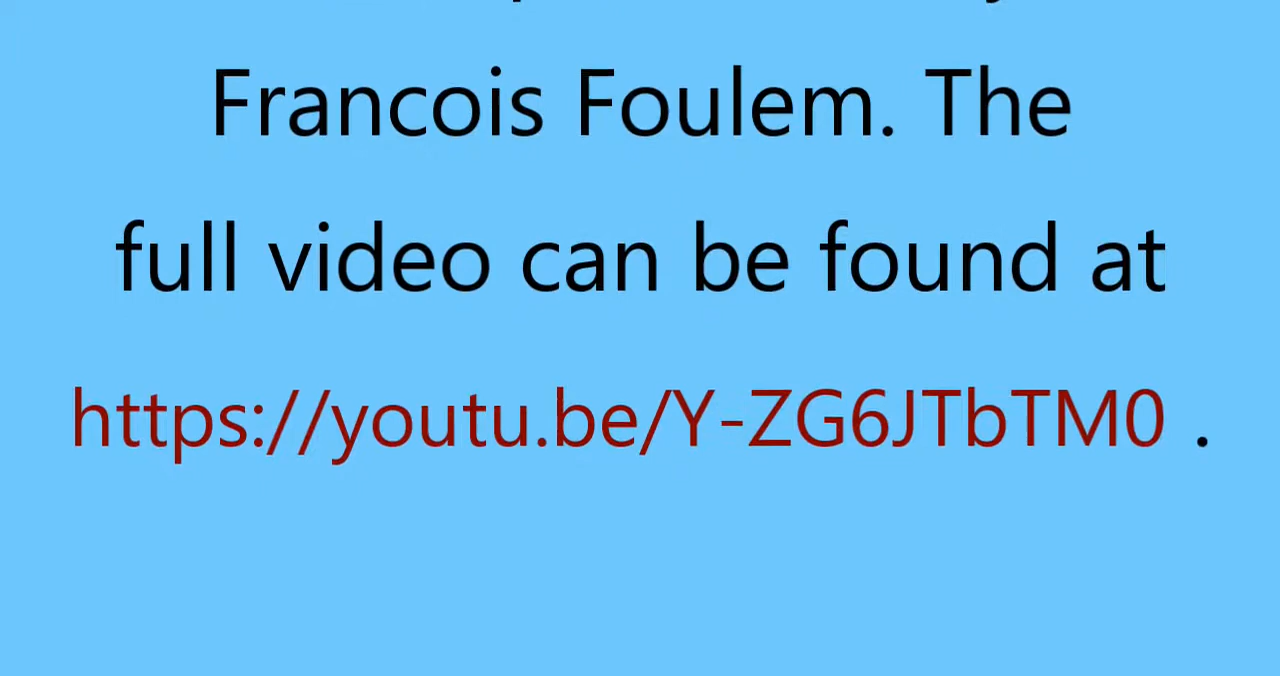 Francois Foulem. The
full video can be found at
https://youtu.be/Y-ZG6JTbTM0 .